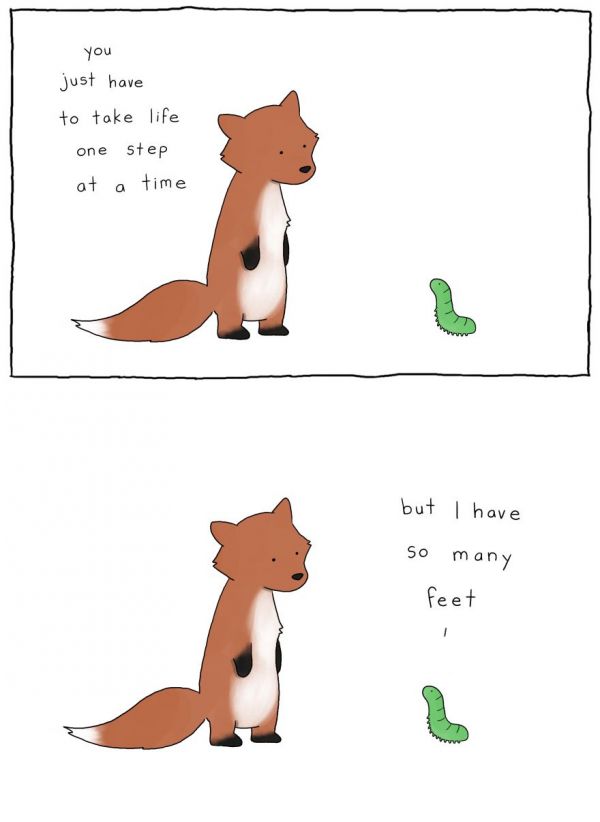 you
just have
to take life
one step
at a time
but I have
so many
feet